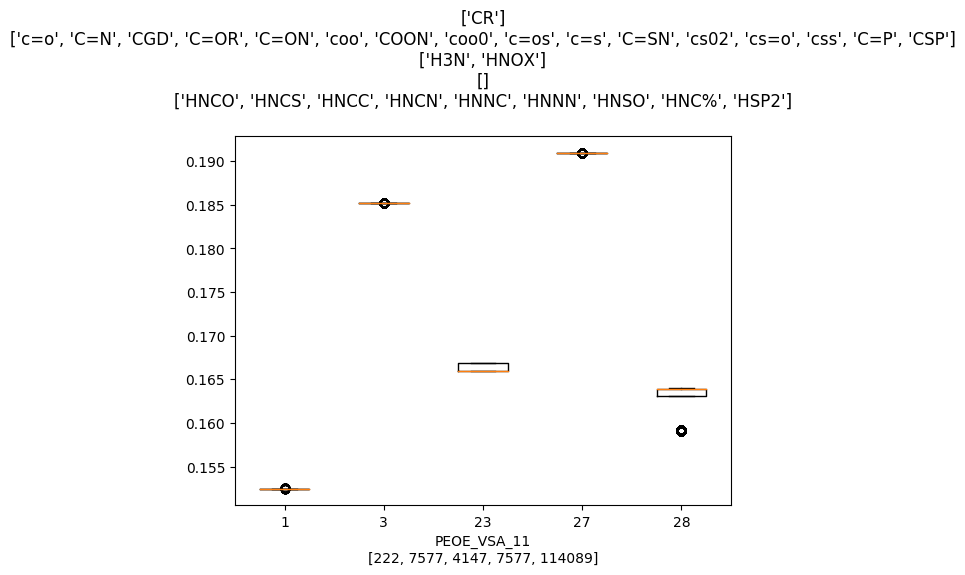 ['CR']
['c=o', 'C=N', 'CGD', 'C=OR', 'C=ON', 'coo', 'COON', 'coo0', 'c=os', 'c=s', 'C=SN', 'cs02', 'cs=o', 'css', 'C=P', 'CSP']
['H3N', 'HNOX']
[]
['HNCO', 'HNCS', 'HNCC', 'HNCN', 'HNNC', 'HNNN', 'HNSO', 'HNC%', 'HSP2']
0.190
0.185
0.180
0.175
0.170
0.165
0.160
0.155
1 3 23 27 28
PEOE_VSA_11
[222, 7577, 4147, 7577, 114089]